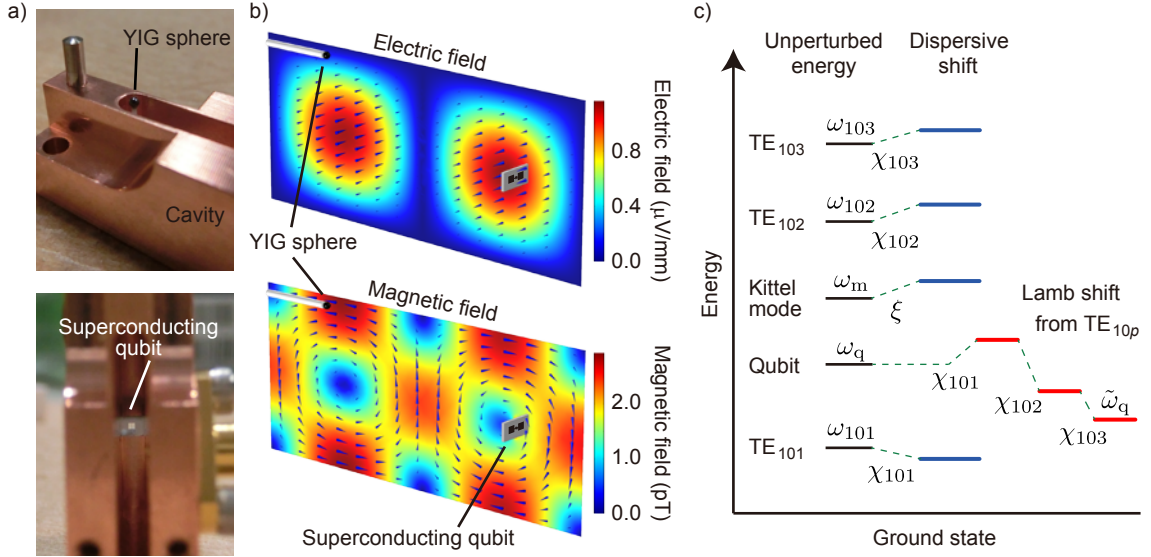 a)
YIG sphere
Cavity
Superconducting
qubit
b)
Electric field
Electric field (μV/mm)
0.8
0.4
0.0
YIG sphere
Magnetic field
Magnetic field (pT)
2.0
1.0
0.0
Superconducting qubit
c)
Unperturbed
energy
Dispersive
shift
Energy
TE₁₀₃
ω₁₀₃
χ₁₀₃
TE₁₀₂
ω₁₀₂
χ₁₀₂
Kittel
mode
ωₘ
ξ
Lamb shift
from TE₁₀ₚ
Qubit
ω_q
χ₁₀₁
χ₁₀₂
ω̃_q
χ₁₀₃
TE₁₀₁
ω₁₀₁
χ₁₀₁
Ground state